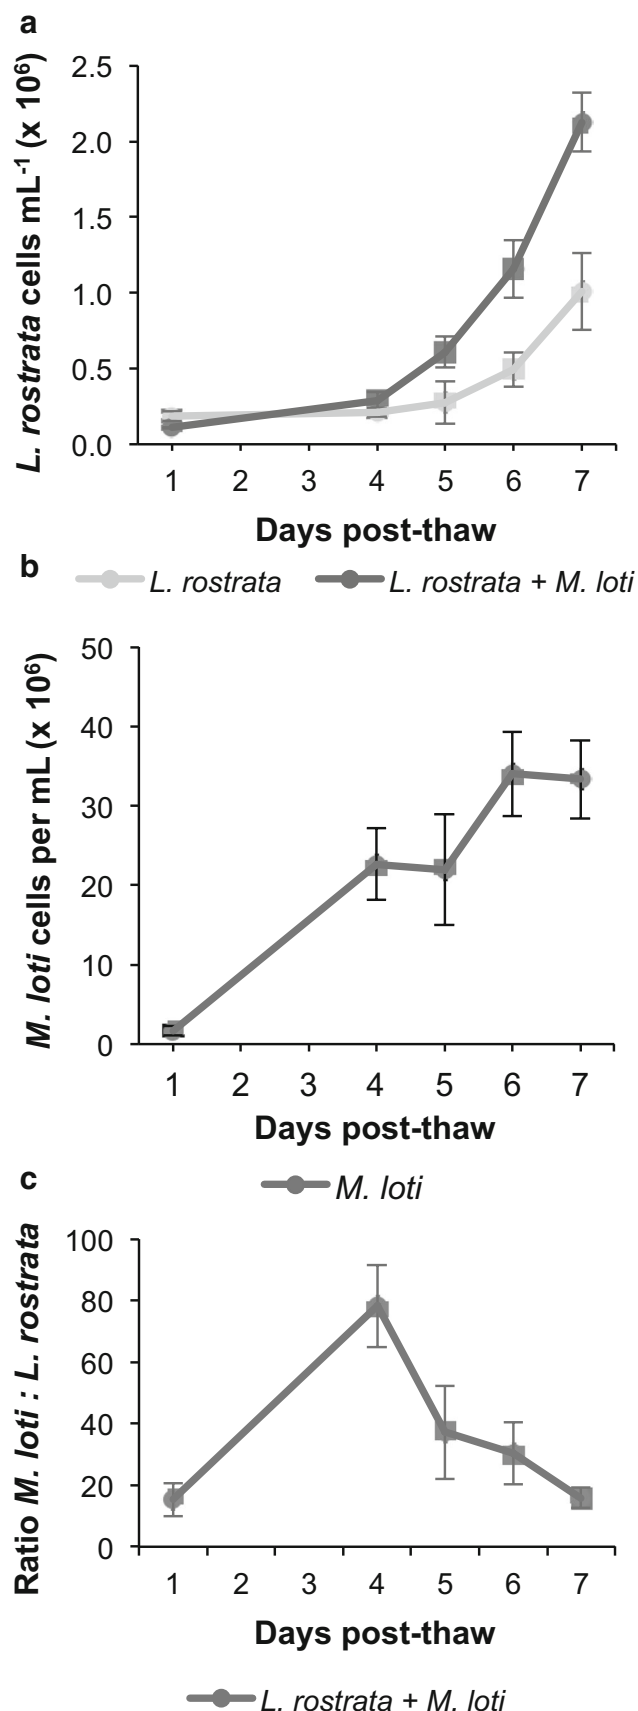 a
L. rostrata cells mL⁻¹ (x 10⁶)
2.5
2.0
1.5
1.0
0.5
0.0
1 2 3 4 5 6 7
Days post-thaw
L. rostrata L. rostrata + M. loti
b
M. loti cells per mL (x 10⁶)
50
40
30
20
10
0
1 2 3 4 5 6 7
Days post-thaw
M. loti
c
Ratio M. loti : L. rostrata
100
80
60
40
20
0
1 2 3 4 5 6 7
Days post-thaw
L. rostrata + M. loti